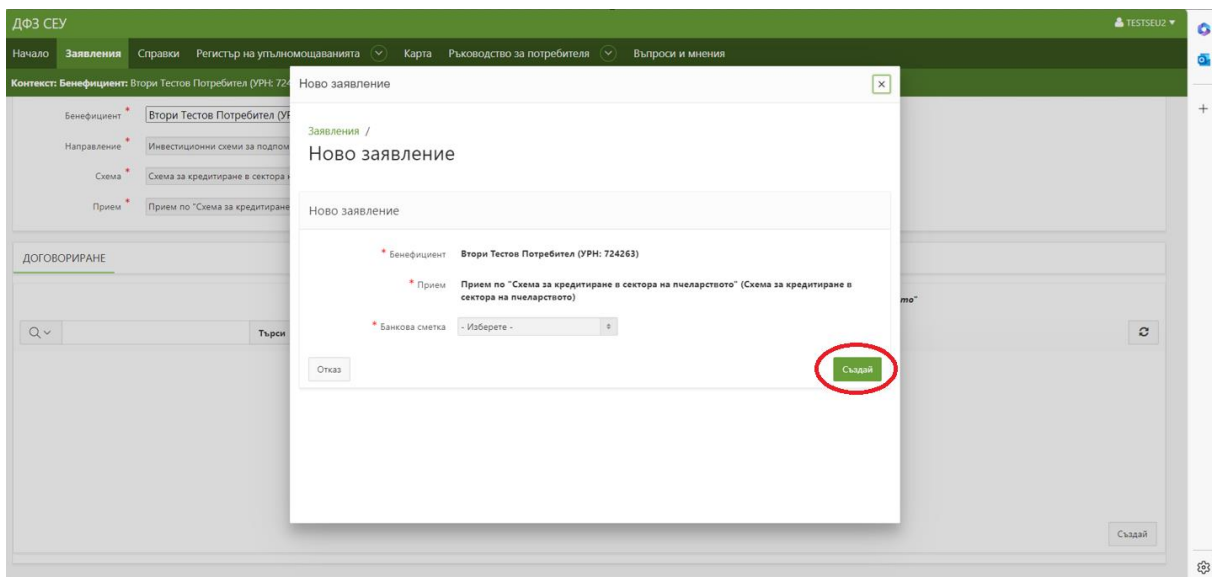 ДФЗ СЕУ
TESTSEU2
Начало Заявления Справки Регистър на упълномощаванията Карта Ръководство за потребителя Въпроси и мнения
Контекст: Бенефициент: Втори Тестов Потребител (УРН: 724
Ново заявление
Бенефициент * Втори Тестов Потребител (УР
Направление * Инвестиционни схеми за подпом
Схема * Схема за кредитиране в сектора н
Прием * Прием по "Схема за кредитиране
Заявления /
Ново заявление
Ново заявление
* Бенефициент Втори Тестов Потребител (УРН: 724263)
* Прием Прием по "Схема за кредитиране в сектора на пчеларството" (Схема за кредитиране в
сектора на пчеларството)
* Банкова сметка - Изберете -
Отказ Създай
ДОГОВОРИРАНЕ
то"
Търси
Създай